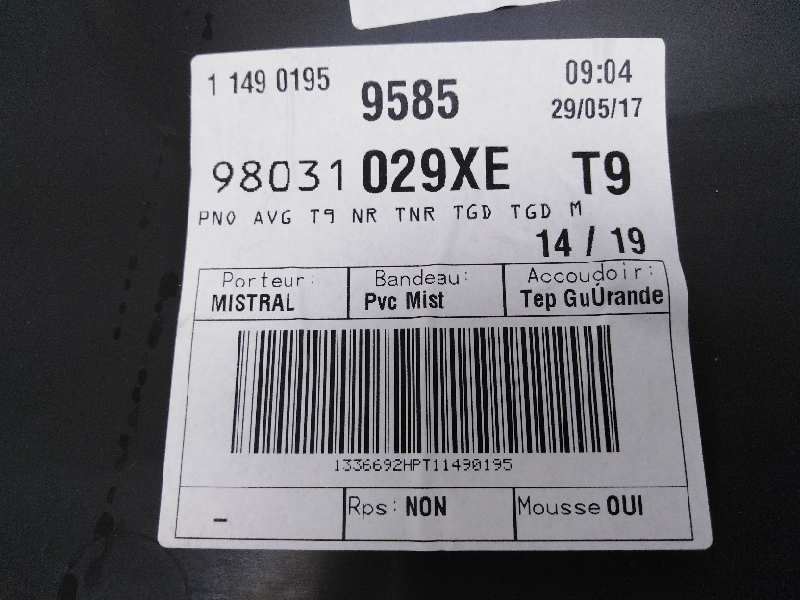 1 149 0195 9585 09:04
29/05/17
98031 029XE T9
PNO AVG T9 NR TNR TGD TGD M
14 / 19
Porteur: Bandeau: Accoudoir:
MISTRAL Pvc Mist Tep GuÚrande
1336692HPT11490195
_ Rps: NON Mousse OUI